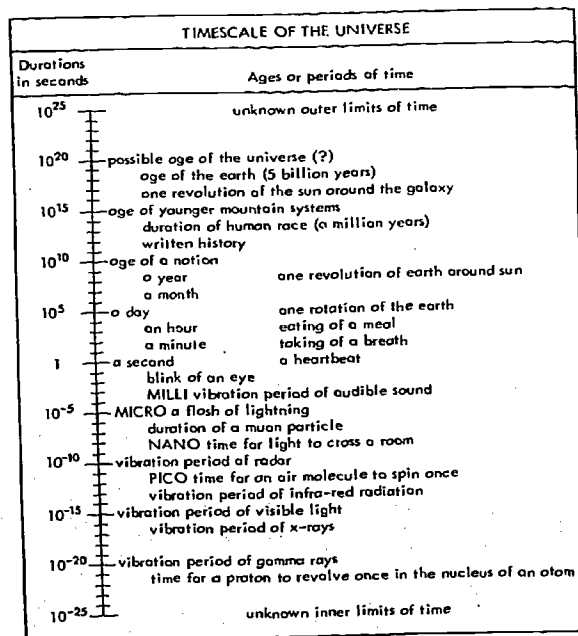 TIMESCALE OF THE UNIVERSE
Durations in seconds Ages or periods of time
10^25 unknown outer limits of time
10^20 possible age of the universe (?)
age of the earth (5 billion years)
one revolution of the sun around the galaxy
10^15 age of younger mountain systems
duration of human race (a million years)
written history
10^10 age of a nation
a year one revolution of earth around sun
a month
10^5 a day one rotation of the earth
an hour eating of a meal
a minute taking of a breath
1 a second a heartbeat
blink of an eye
MILLI vibration period of audible sound
10^-5 MICRO a flash of lightning
duration of a muon particle
NANO time for light to cross a room
10^-10 vibration period of radar
PICO time for an air molecule to spin once
vibration period of infra-red radiation
10^-15 vibration period of visible light
vibration period of x-rays
10^-20 vibration period of gamma rays
time for a proton to revolve once in the nucleus of an atom
10^-25 unknown inner limits of time